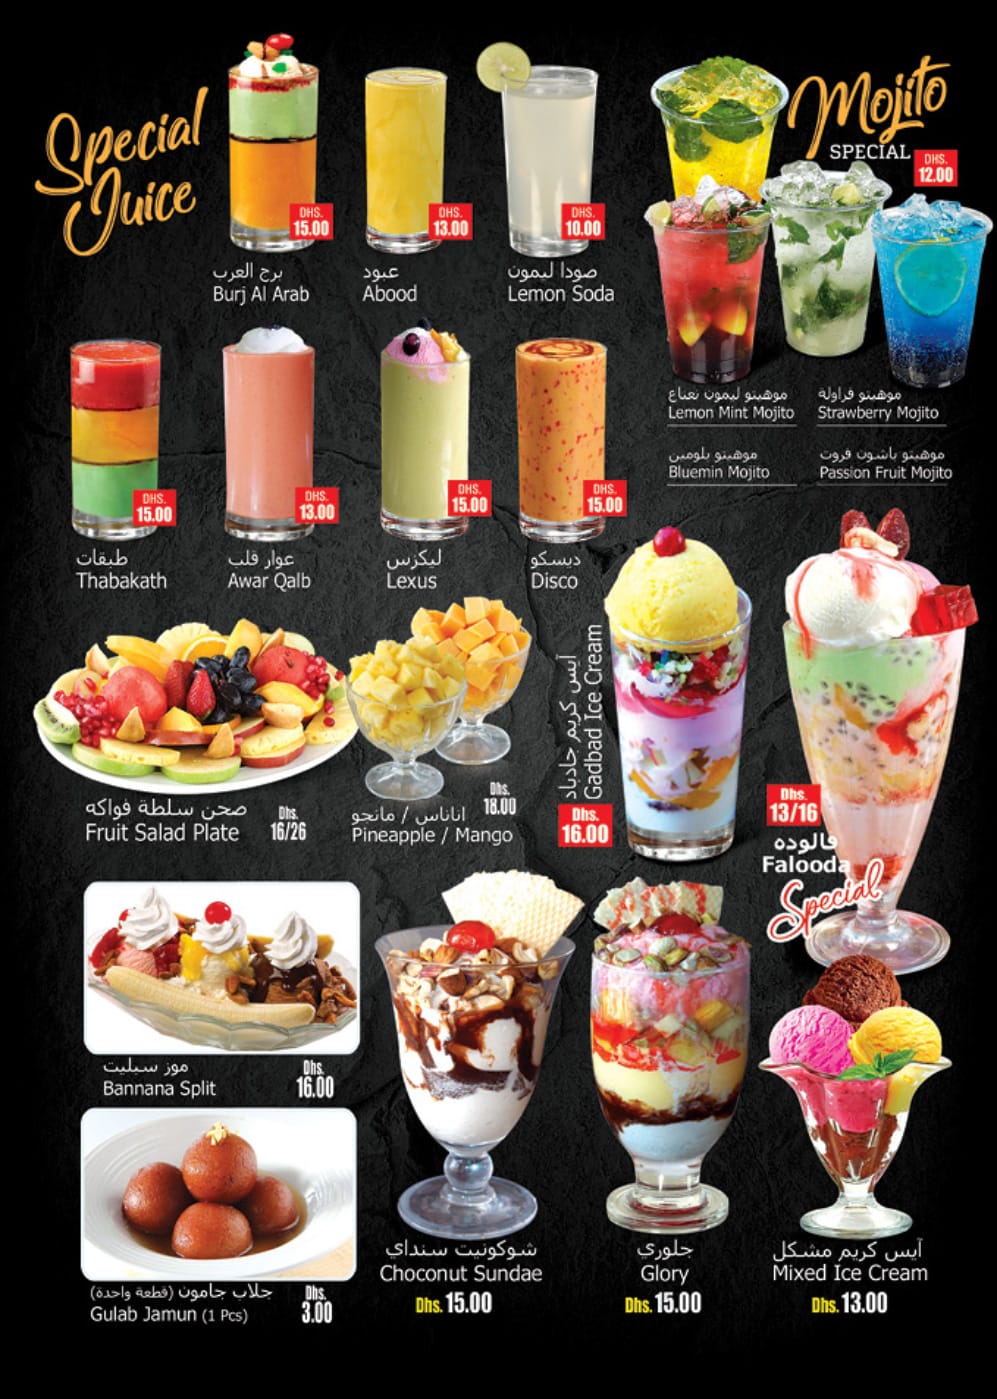 Special
Juice
DHS.
15.00
برج العرب
Burj Al Arab
DHS.
13.00
عبود
Abood
DHS.
10.00
صودا ليمون
Lemon Soda
Mojito
SPECIAL
DHS.
12.00
موهيتو ليمون نعناع
Lemon Mint Mojito
موهيتو فراولة
Strawberry Mojito
موهيتو بلومين
Bluemin Mojito
موهيتو باشون فروت
Passion Fruit Mojito
DHS.
15.00
طبقات
Thabakath
DHS.
13.00
عوار قلب
Awar Qalb
DHS.
15.00
ليكزس
Lexus
DHS.
15.00
ديسكو
Disco
صحن سلطة فواكه
Fruit Salad Plate
Dhs.
16/26
اناناس / مانجو
Pineapple / Mango
Dhs.
18.00
آيس كريم جادباد
Gadbad Ice Cream
Dhs.
16.00
Dhs.
13/16
فالوده
Falooda
Special
موز سبليت
Bannana Split
Dhs.
16.00
جلاب جامون (قطعة واحدة)
Gulab Jamun (1 Pcs)
Dhs.
3.00
شوكونيت سنداي
Choconut Sundae
Dhs. 15.00
جلوري
Glory
Dhs. 15.00
آيس كريم مشكل
Mixed Ice Cream
Dhs. 13.00